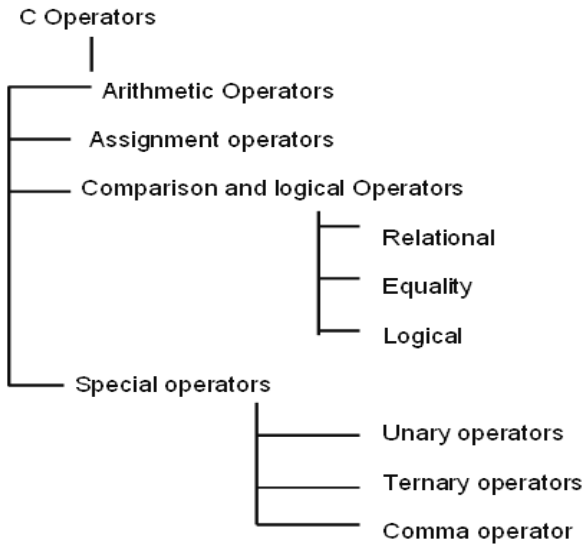 C Operators
Arithmetic Operators
Assignment operators
Comparison and logical Operators
Relational
Equality
Logical
Special operators
Unary operators
Ternary operators
Comma operator